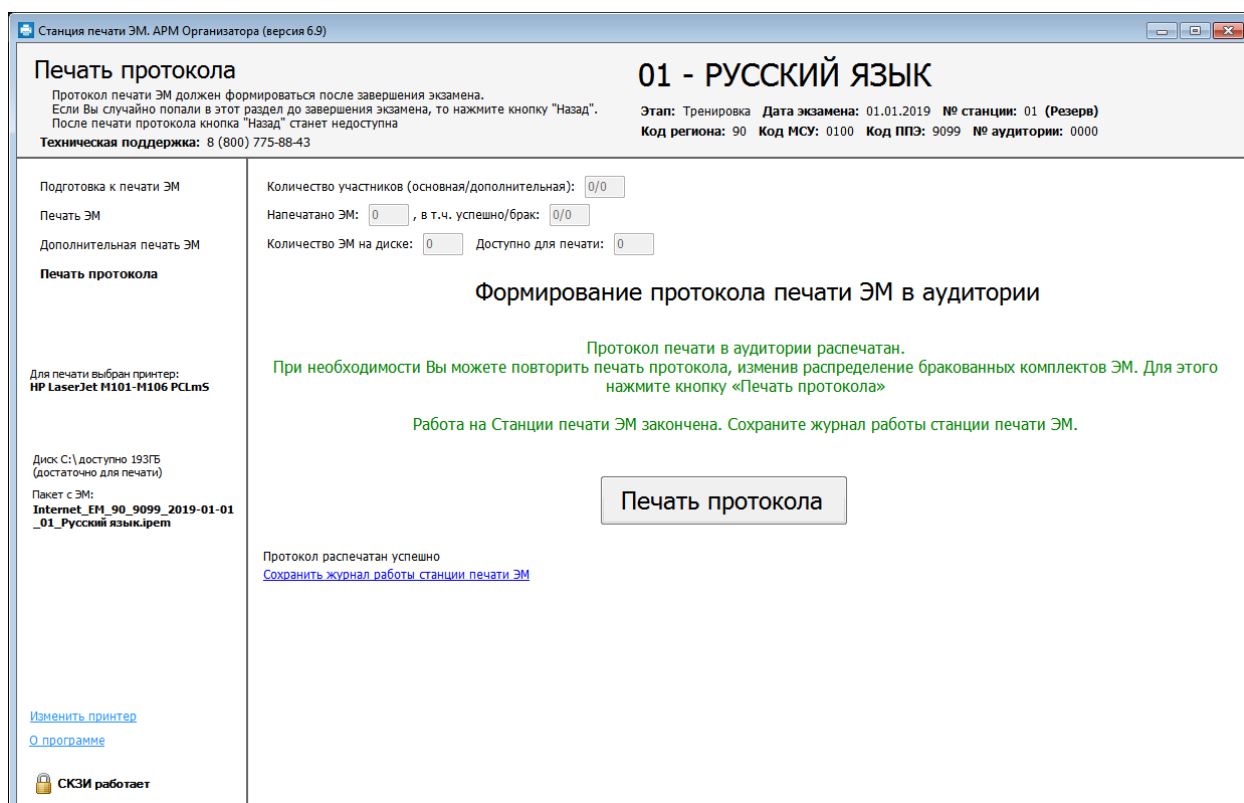 Станция печати ЭМ. АРМ Организатора (версия 6.9)
Печать протокола
Протокол печати ЭМ должен формироваться после завершения экзамена.
Если Вы случайно попали в этот раздел до завершения экзамена, то нажмите кнопку "Назад".
После печати протокола кнопка "Назад" станет недоступна
Техническая поддержка: 8 (800) 775-88-43
01 - РУССКИЙ ЯЗЫК
Этап: Тренировка Дата экзамена: 01.01.2019 № станции: 01 (Резерв)
Код региона: 90 Код МСУ: 0100 Код ППЭ: 9099 № аудитории: 0000
Подготовка к печати ЭМ
Печать ЭМ
Дополнительная печать ЭМ
Печать протокола
Для печати выбран принтер:
HP LaserJet M101-M106 PCLmS
Диск C:\ доступно 193ГБ
(достаточно для печати)
Пакет с ЭМ:
Internet_EM_90_9099_2019-01-01
_01_Русский язык.ipem
Изменить принтер
О программе
СКЗИ работает
Количество участников (основная/дополнительная): 0/0
Напечатано ЭМ: 0 , в т.ч. успешно/брак: 0/0
Количество ЭМ на диске: 0 Доступно для печати: 0
Формирование протокола печати ЭМ в аудитории
Протокол печати в аудитории распечатан.
При необходимости Вы можете повторить печать протокола, изменив распределение бракованных комплектов ЭМ. Для этого
нажмите кнопку «Печать протокола»
Работа на Станции печати ЭМ закончена. Сохраните журнал работы станции печати ЭМ.
Печать протокола
Протокол распечатан успешно
Сохранить журнал работы станции печати ЭМ